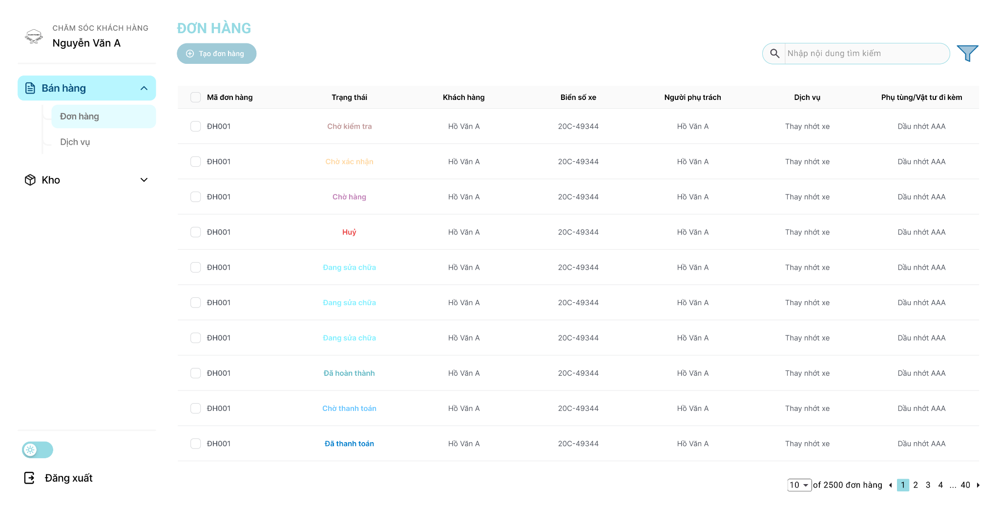 CHĂM SÓC KHÁCH HÀNG
Nguyễn Văn A
Bán hàng
Đơn hàng
Dịch vụ
Kho
Đăng xuất
ĐƠN HÀNG
Tạo đơn hàng
Nhập nội dung tìm kiếm
Mã đơn hàng Trạng thái Khách hàng Biển số xe Người phụ trách Dịch vụ Phụ tùng/Vật tư đi kèm
ĐH001 Chờ kiểm tra Hồ Văn A 20C-49344 Hồ Văn A Thay nhớt xe Dầu nhớt AAA
ĐH001 Chờ xác nhận Hồ Văn A 20C-49344 Hồ Văn A Thay nhớt xe Dầu nhớt AAA
ĐH001 Chờ hàng Hồ Văn A 20C-49344 Hồ Văn A Thay nhớt xe Dầu nhớt AAA
ĐH001 Huỷ Hồ Văn A 20C-49344 Hồ Văn A Thay nhớt xe Dầu nhớt AAA
ĐH001 Đang sửa chữa Hồ Văn A 20C-49344 Hồ Văn A Thay nhớt xe Dầu nhớt AAA
ĐH001 Đang sửa chữa Hồ Văn A 20C-49344 Hồ Văn A Thay nhớt xe Dầu nhớt AAA
ĐH001 Đang sửa chữa Hồ Văn A 20C-49344 Hồ Văn A Thay nhớt xe Dầu nhớt AAA
ĐH001 Đã hoàn thành Hồ Văn A 20C-49344 Hồ Văn A Thay nhớt xe Dầu nhớt AAA
ĐH001 Chờ thanh toán Hồ Văn A 20C-49344 Hồ Văn A Thay nhớt xe Dầu nhớt AAA
ĐH001 Đã thanh toán Hồ Văn A 20C-49344 Hồ Văn A Thay nhớt xe Dầu nhớt AAA
10 of 2500 đơn hàng 1 2 3 4 ... 40